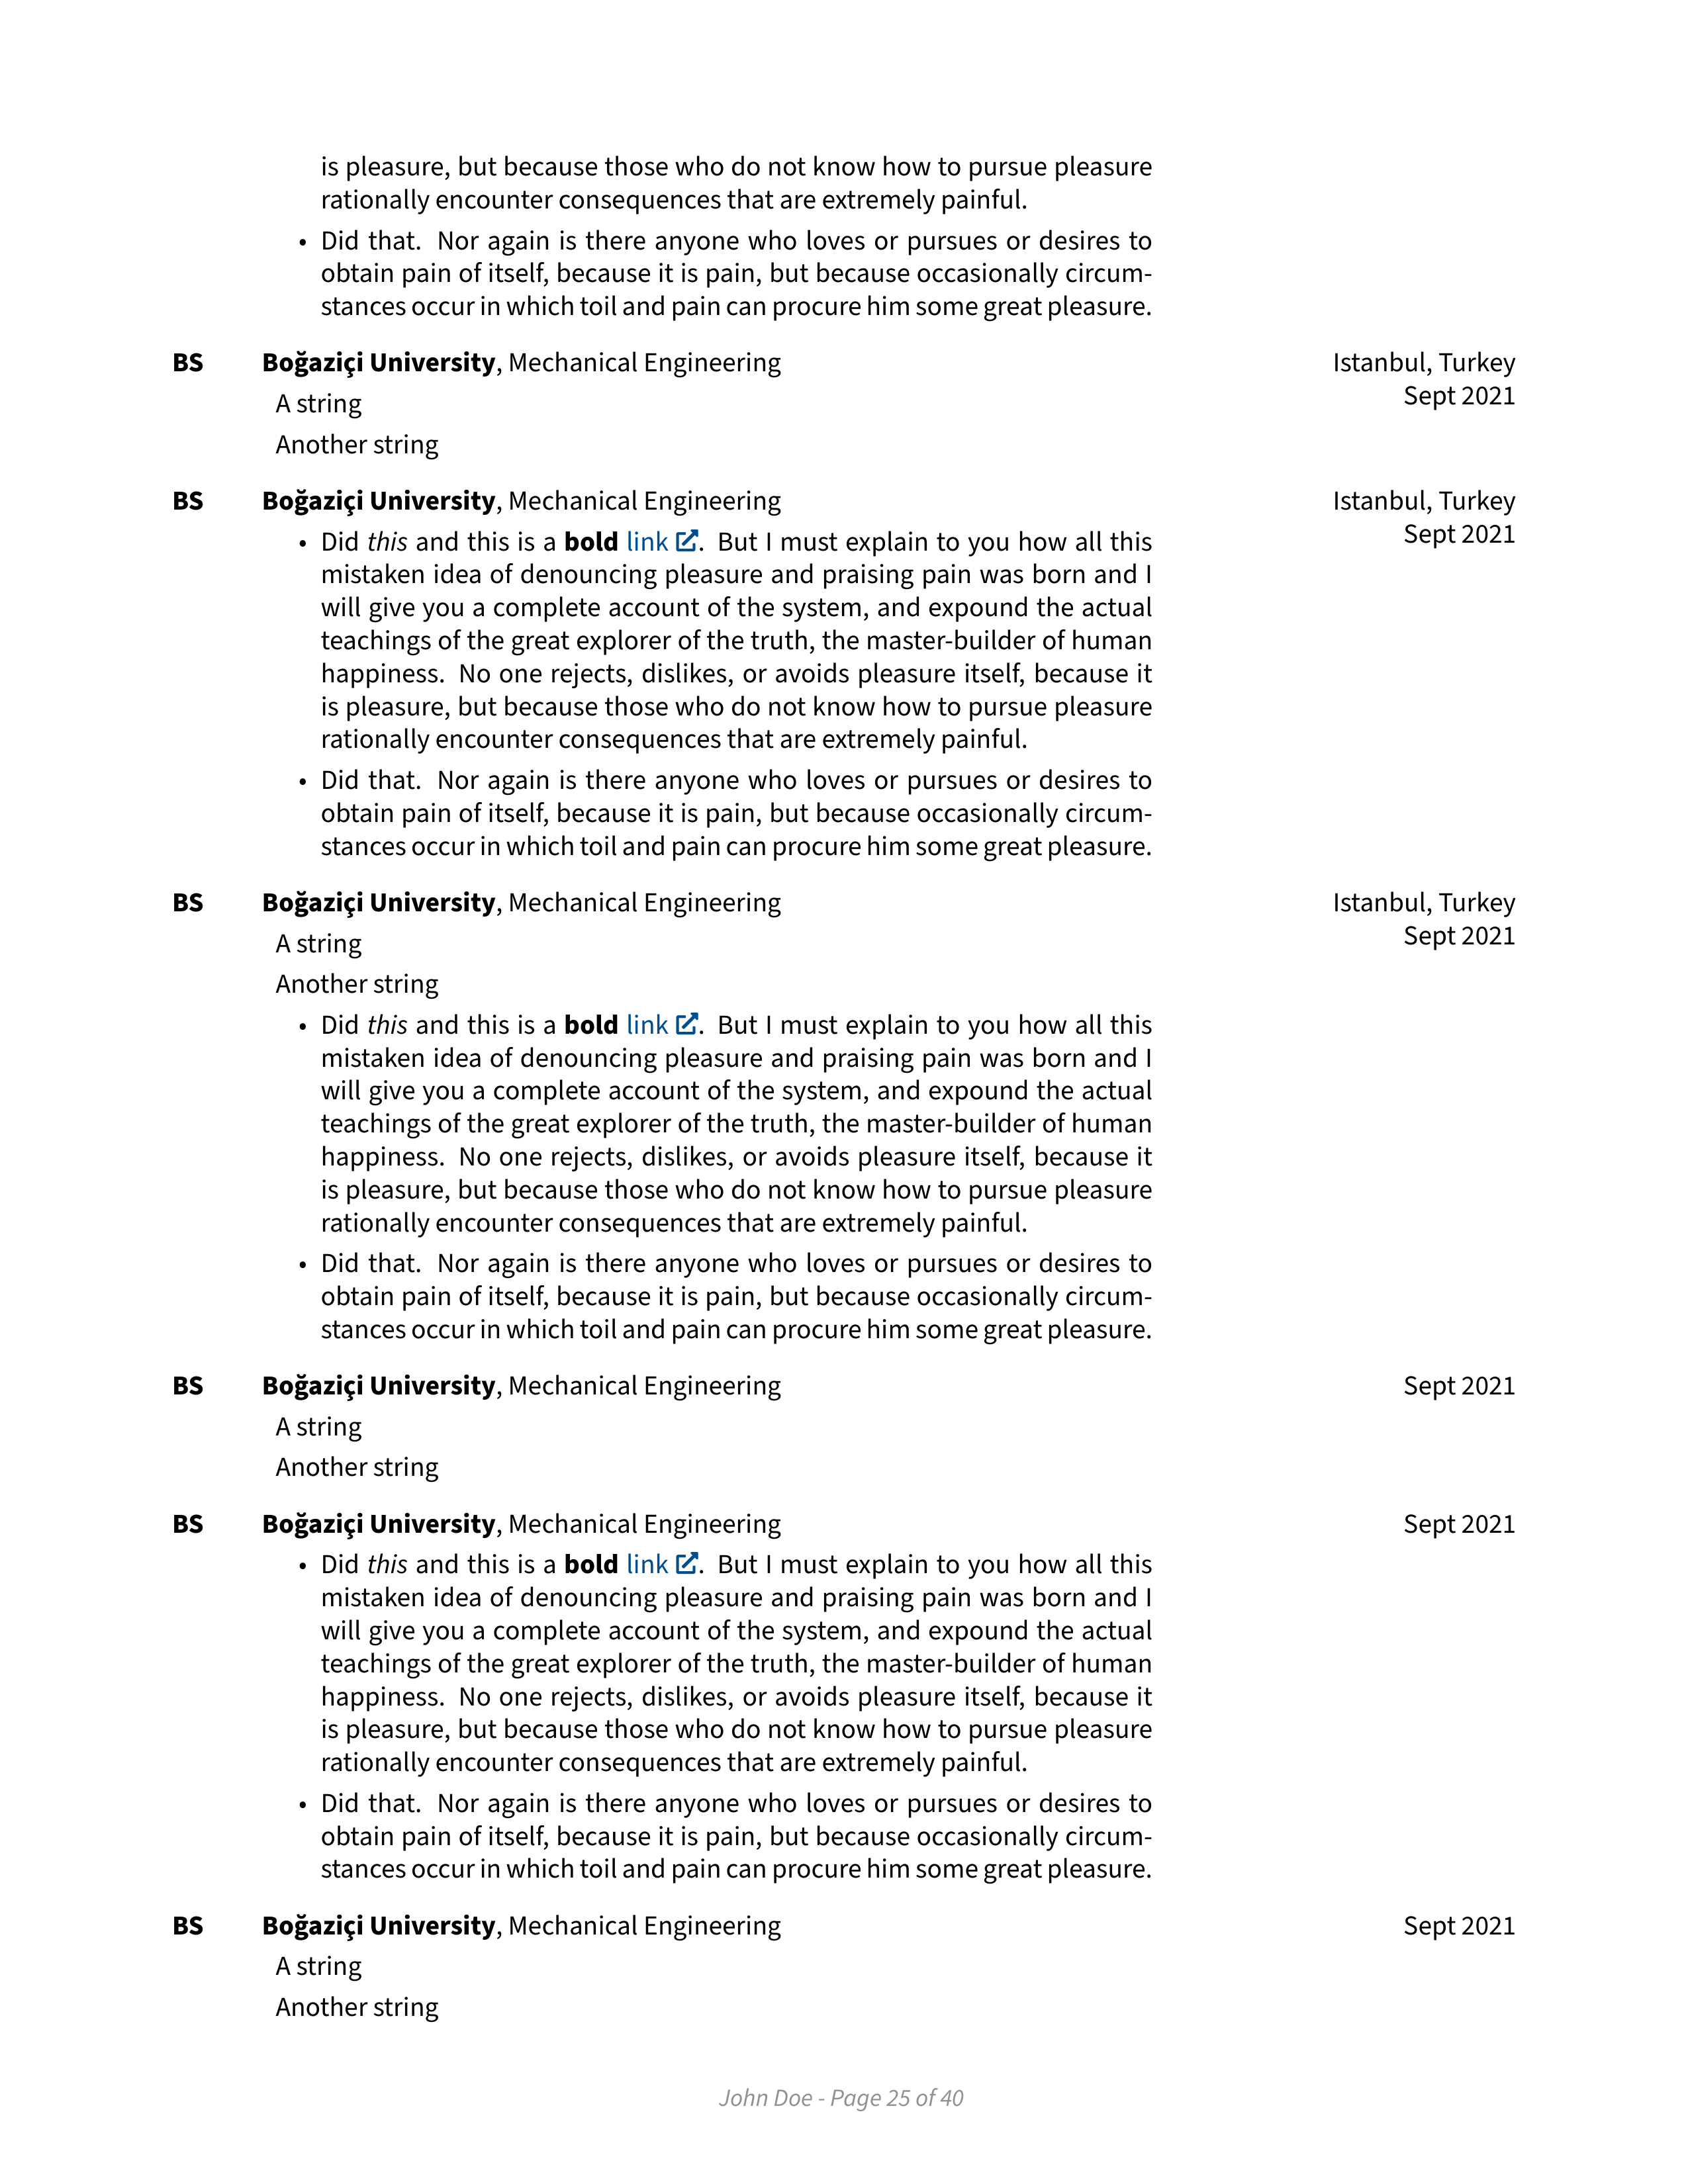 is pleasure, but because those who do not know how to pursue pleasure
rationally encounter consequences that are extremely painful.
• Did that. Nor again is there anyone who loves or pursues or desires to
obtain pain of itself, because it is pain, but because occasionally circum-
stances occur in which toil and pain can procure him some great pleasure.
BS Boğaziçi University, Mechanical Engineering Istanbul, Turkey
Sept 2021
A string
Another string
BS Boğaziçi University, Mechanical Engineering Istanbul, Turkey
Sept 2021
• Did this and this is a bold link. But I must explain to you how all this
mistaken idea of denouncing pleasure and praising pain was born and I
will give you a complete account of the system, and expound the actual
teachings of the great explorer of the truth, the master-builder of human
happiness. No one rejects, dislikes, or avoids pleasure itself, because it
is pleasure, but because those who do not know how to pursue pleasure
rationally encounter consequences that are extremely painful.
• Did that. Nor again is there anyone who loves or pursues or desires to
obtain pain of itself, because it is pain, but because occasionally circum-
stances occur in which toil and pain can procure him some great pleasure.
BS Boğaziçi University, Mechanical Engineering Istanbul, Turkey
Sept 2021
A string
Another string
• Did this and this is a bold link. But I must explain to you how all this
mistaken idea of denouncing pleasure and praising pain was born and I
will give you a complete account of the system, and expound the actual
teachings of the great explorer of the truth, the master-builder of human
happiness. No one rejects, dislikes, or avoids pleasure itself, because it
is pleasure, but because those who do not know how to pursue pleasure
rationally encounter consequences that are extremely painful.
• Did that. Nor again is there anyone who loves or pursues or desires to
obtain pain of itself, because it is pain, but because occasionally circum-
stances occur in which toil and pain can procure him some great pleasure.
BS Boğaziçi University, Mechanical Engineering Sept 2021
A string
Another string
BS Boğaziçi University, Mechanical Engineering Sept 2021
• Did this and this is a bold link. But I must explain to you how all this
mistaken idea of denouncing pleasure and praising pain was born and I
will give you a complete account of the system, and expound the actual
teachings of the great explorer of the truth, the master-builder of human
happiness. No one rejects, dislikes, or avoids pleasure itself, because it
is pleasure, but because those who do not know how to pursue pleasure
rationally encounter consequences that are extremely painful.
• Did that. Nor again is there anyone who loves or pursues or desires to
obtain pain of itself, because it is pain, but because occasionally circum-
stances occur in which toil and pain can procure him some great pleasure.
BS Boğaziçi University, Mechanical Engineering Sept 2021
A string
Another string
John Doe - Page 25 of 40